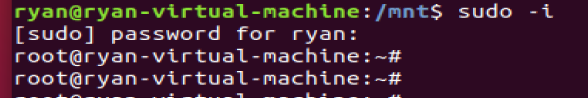 ryan@ryan-virtual-machine:/mnt$ sudo -i
[sudo] password for ryan:
root@ryan-virtual-machine:~#
root@ryan-virtual-machine:~#